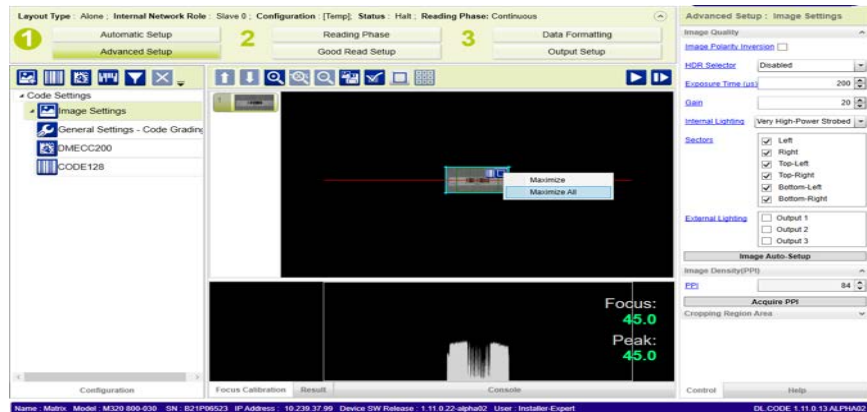 Layout Type : Alone ; Internal Network Role : Slave 0 ; Configuration : [Temp]; Status : Halt ; Reading Phase: Continuous
1
Automatic Setup
Advanced Setup
2
Reading Phase
Good Read Setup
3
Data Formatting
Output Setup
Code Settings
Image Settings
General Settings - Code Grading
DMECC200
CODE128
Configuration
1
Maximize
Maximize All
Focus:
45.0
Peak:
45.0
Focus Calibration Result Console
Advanced Setup : Image Settings
Image Quality
Image Polarity Inversion
HDR Selector Disabled
Exposure Time (us) 200
Gain 20
Internal Lighting Very High-Power Strobed
Sectors Left
Right
Top-Left
Top-Right
Bottom-Left
Bottom-Right
External Lighting Output 1
Output 2
Output 3
Image Auto-Setup
Image Density(PPI)
PPI 84
Acquire PPI
Cropping Region Area
Control Help
Name : Matrix Model : M320 800-030 SN : B21P06523 IP Address : 10.239.37.99 Device SW Release : 1.11.0.22-alpha02 User : Installer-Expert DL.CODE 1.11.0.13 ALPHA02